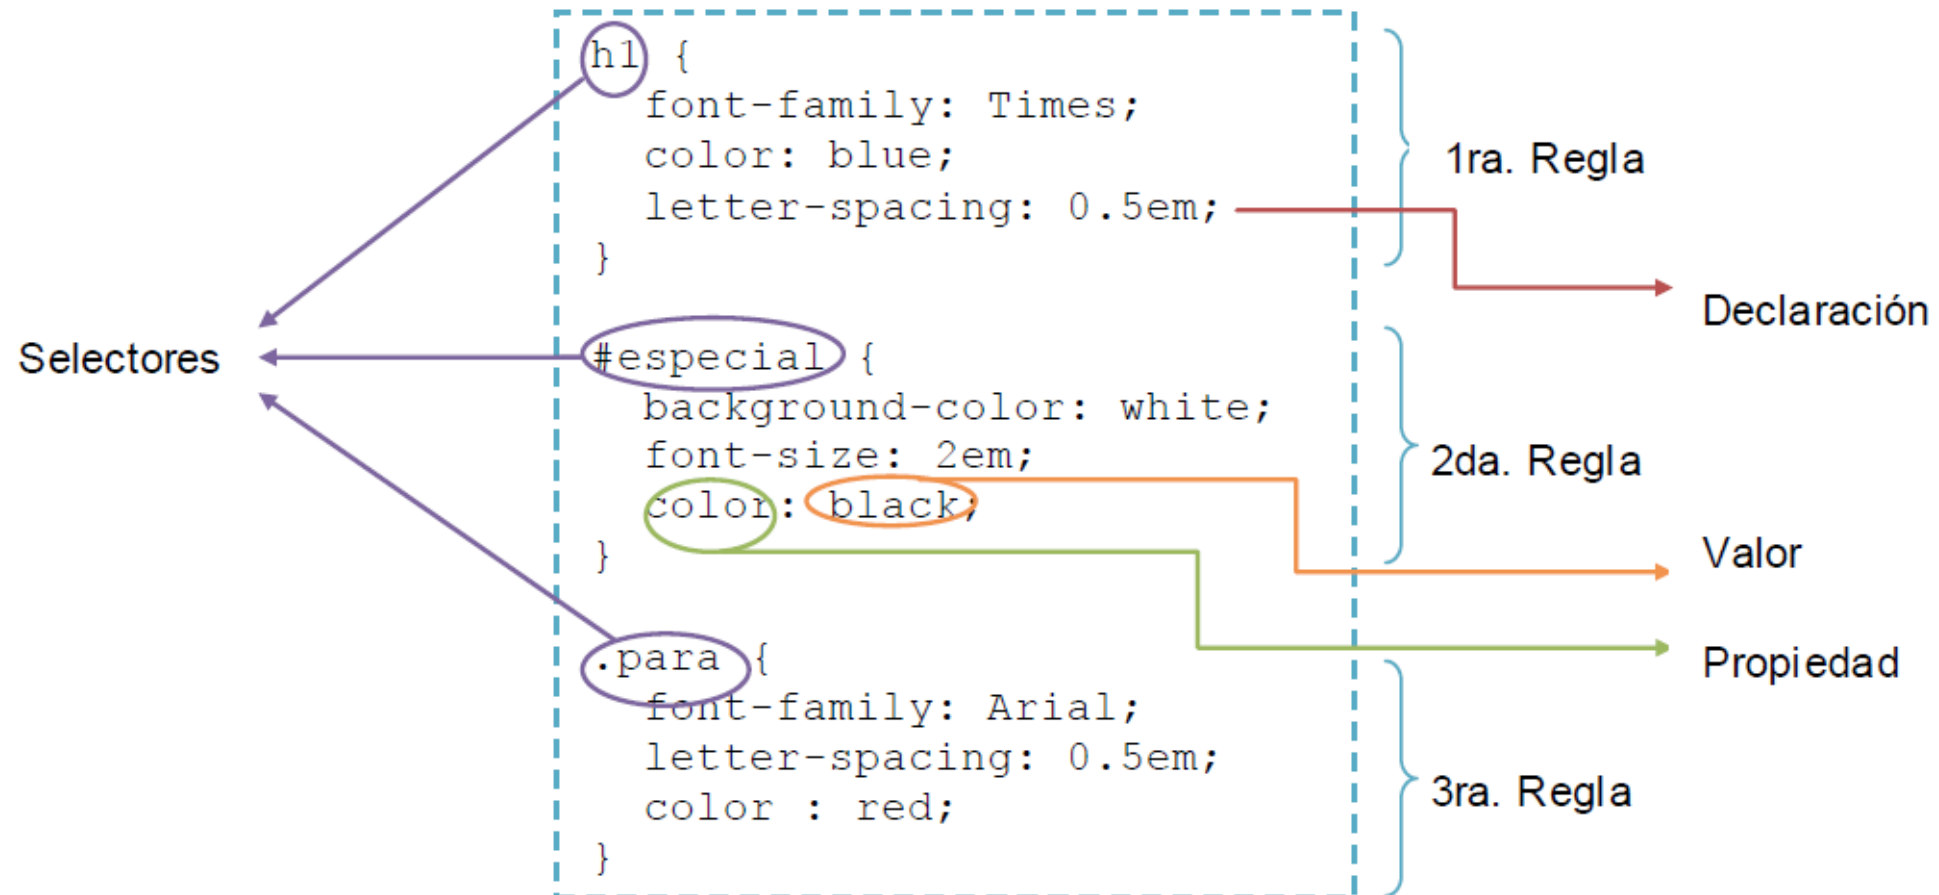 h1 {
font-family: Times;
color: blue;
letter-spacing: 0.5em;
}
1ra. Regla
Declaración
Selectores
#especial {
background-color: white;
font-size: 2em;
color: black;
}
2da. Regla
Valor
Propiedad
.para {
font-family: Arial;
letter-spacing: 0.5em;
color : red;
}
3ra. Regla